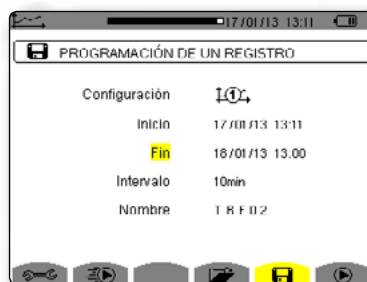 17/01/13 13:11
PROGRAMACIÓN DE UN REGISTRO
Configuración 1
Inicio 17/01/13 13:11
Fin 18/01/13 13:00
Intervalo 10min
Nombre T R F 0 2